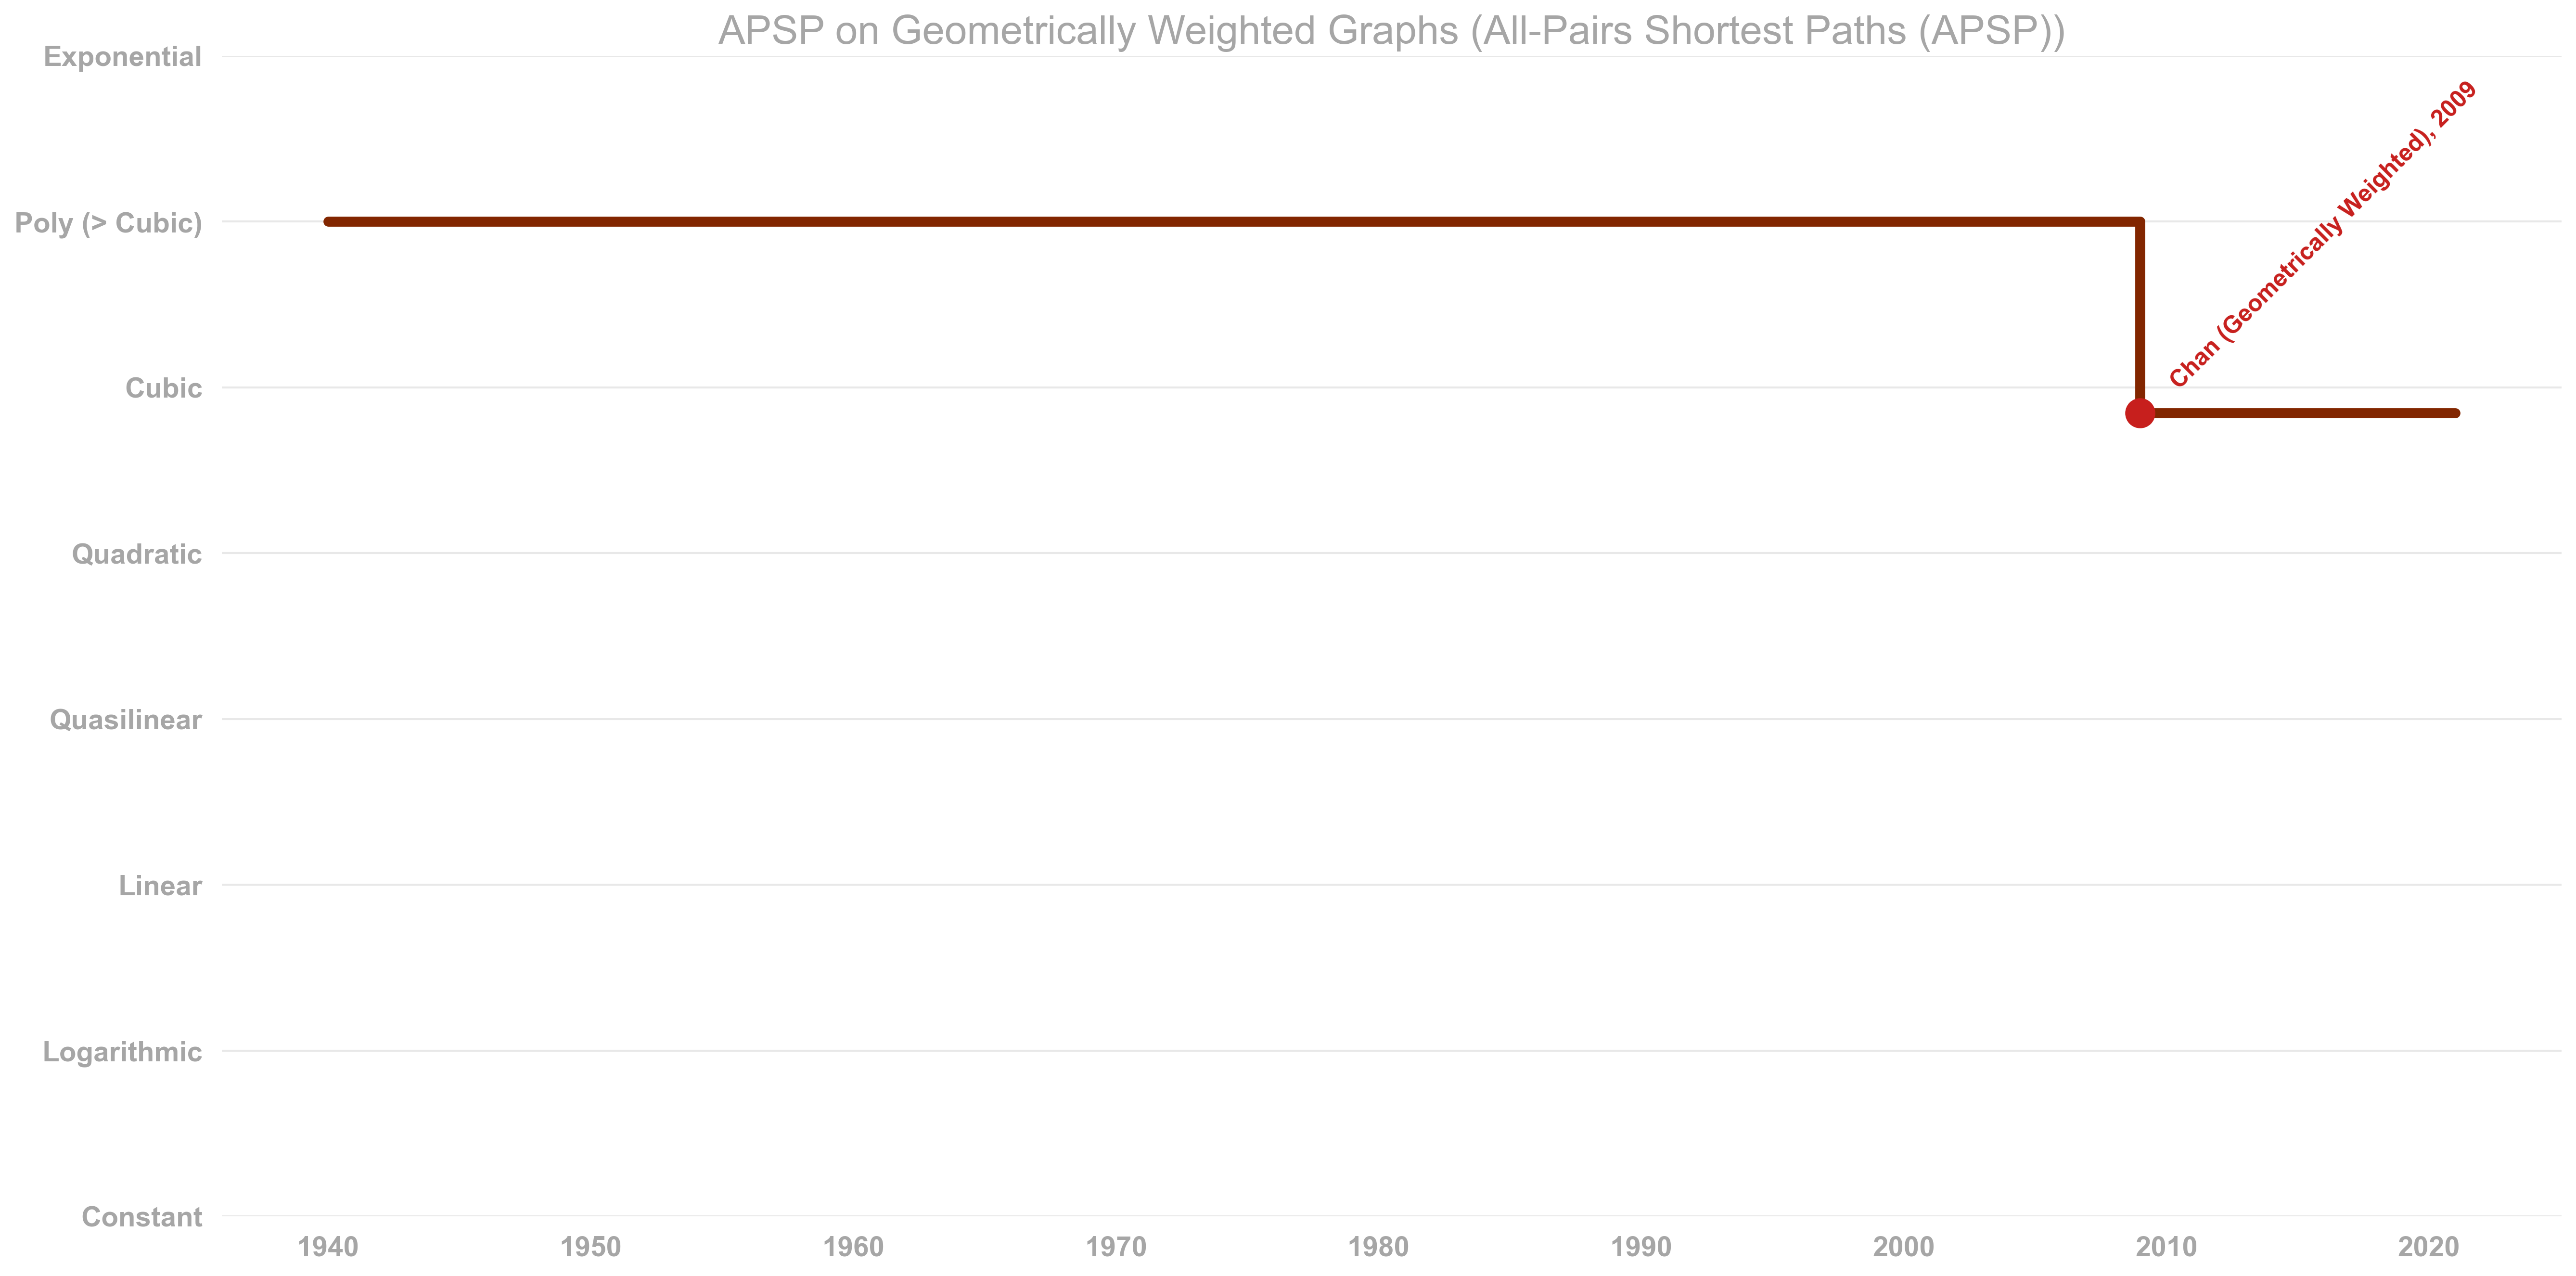 APSP on Geometrically Weighted Graphs (All-Pairs Shortest Paths (APSP))
Exponential
Poly (> Cubic)
Cubic
Quadratic
Quasilinear
Linear
Logarithmic
Constant
Chan (Geometrically Weighted), 2009
1940 1950 1960 1970 1980 1990 2000 2010 2020